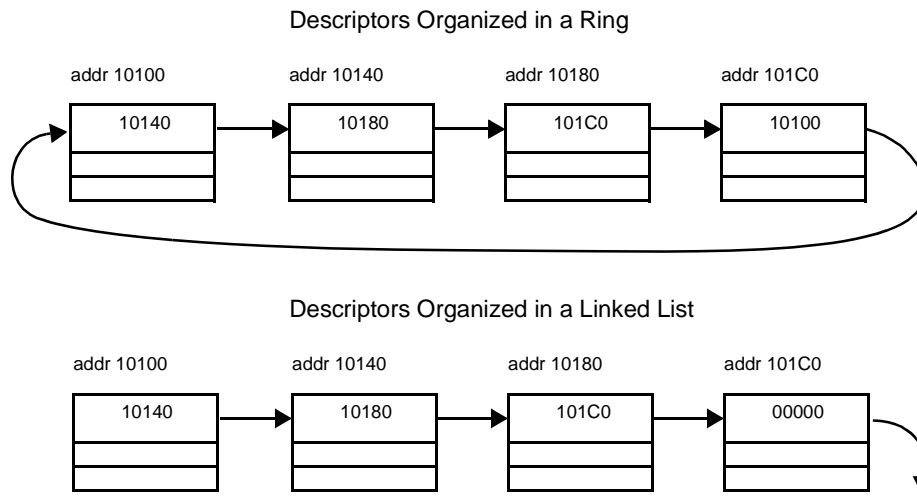 Descriptors Organized in a Ring
addr 10100 addr 10140 addr 10180 addr 101C0
10140 10180 101C0 10100
Descriptors Organized in a Linked List
addr 10100 addr 10140 addr 10180 addr 101C0
10140 10180 101C0 00000